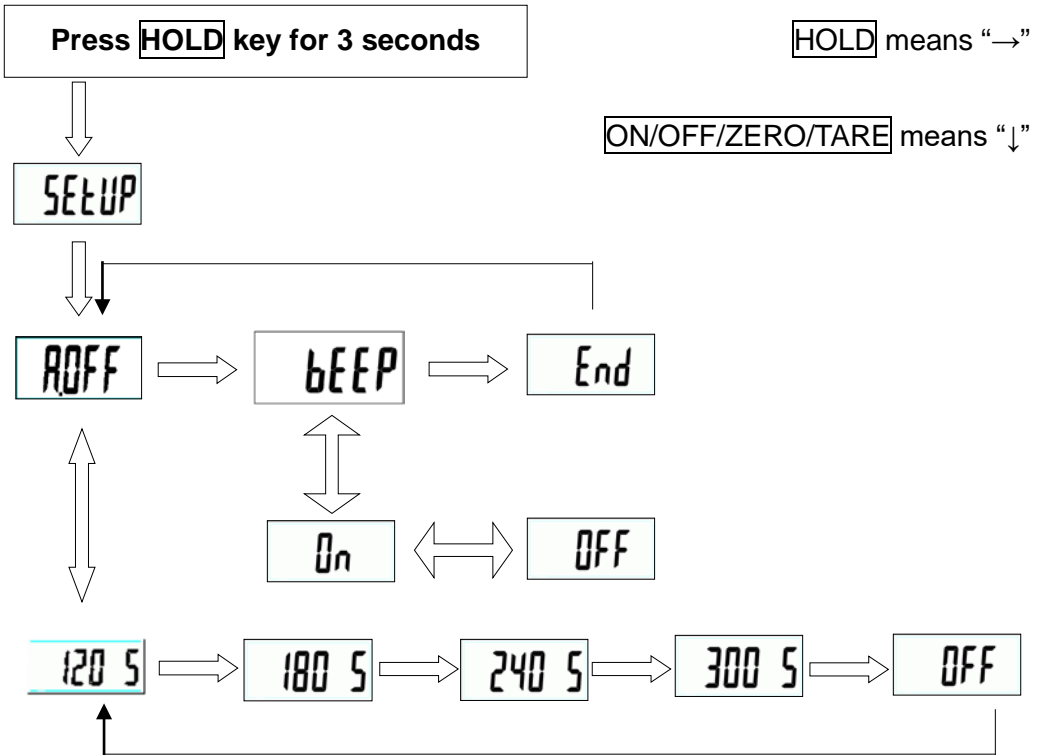 Press HOLD key for 3 seconds
HOLD means “→”
ON/OFF/ZERO/TARE means “↓”
SEtUP
A.OFF
bEEP
End
On
OFF
120 S
180 S
240 S
300 S
OFF